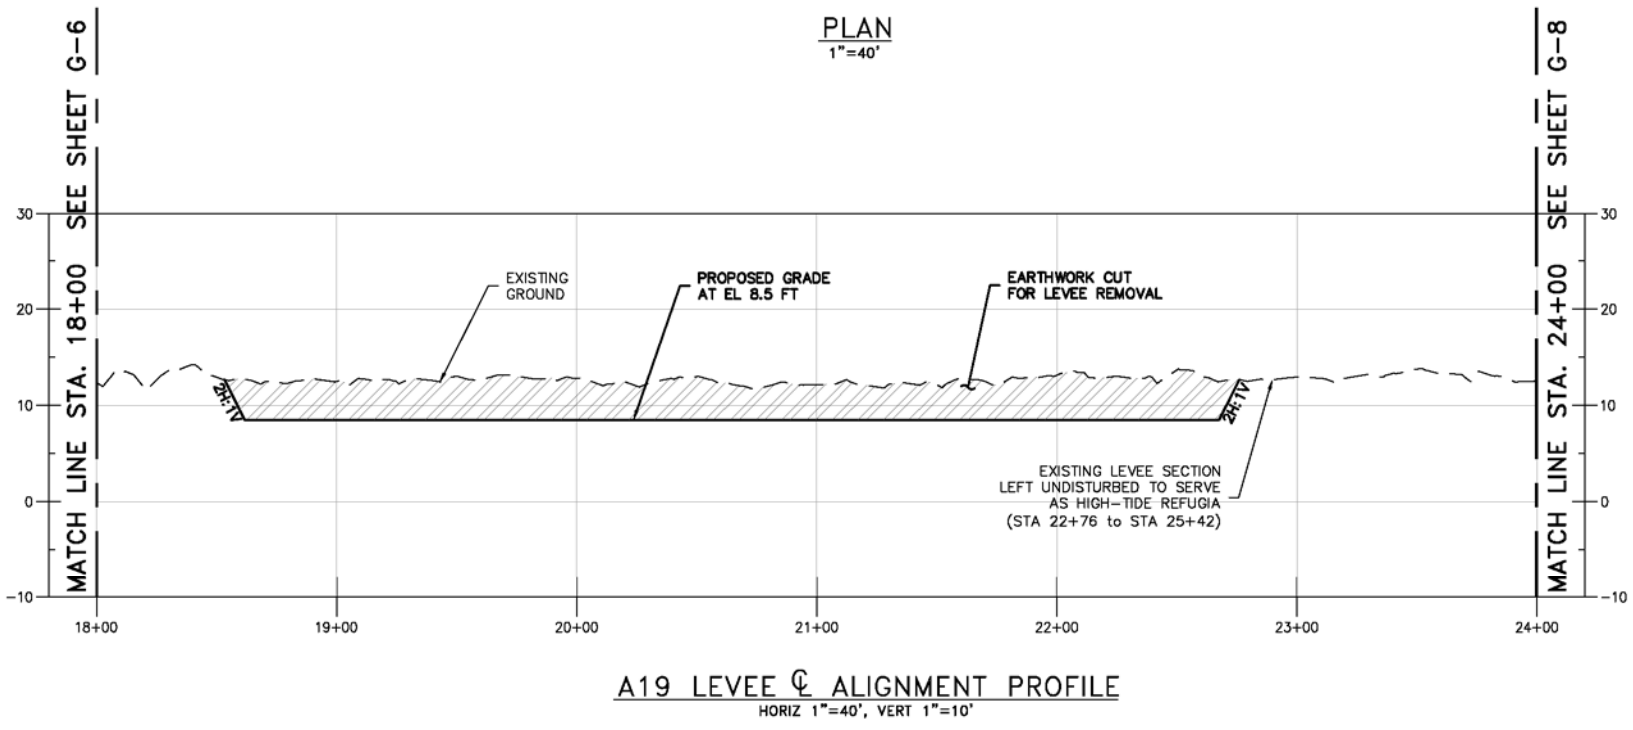 PLAN
1"=40'
MATCH LINE STA. 18+00 SEE SHEET G-6
MATCH LINE STA. 24+00 SEE SHEET G-8
30
20
10
0
-10
30
20
10
0
-10
EXISTING
GROUND
PROPOSED GRADE
AT EL 8.5 FT
EARTHWORK CUT
FOR LEVEE REMOVAL
2H:1V
2H:1V
EXISTING LEVEE SECTION
LEFT UNDISTURBED TO SERVE
AS HIGH-TIDE REFUGIA
(STA 22+76 to STA 25+42)
18+00
19+00
20+00
21+00
22+00
23+00
24+00
A19 LEVEE ℄ ALIGNMENT PROFILE
HORIZ 1"=40', VERT 1"=10'